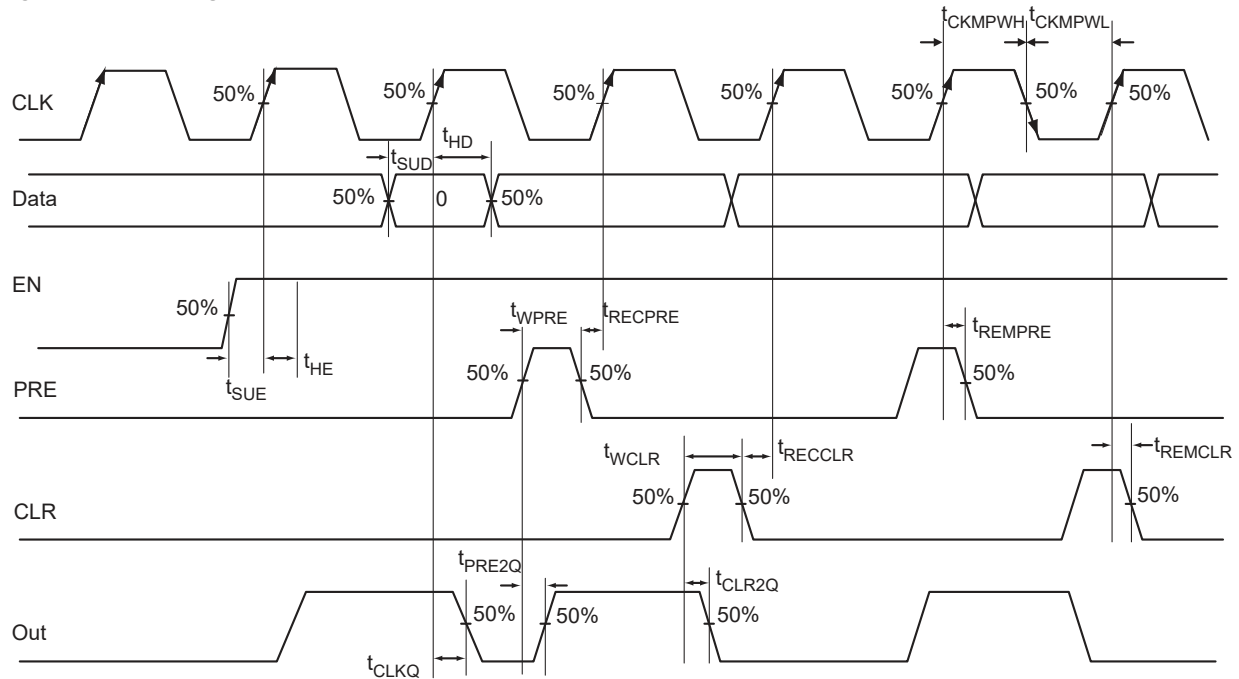 tCKMPWH tCKMPWL
CLK
50% 50% 50% 50% 50% 50% 50%
tSUD tHD
Data
50% 0 50%
EN
50%
tSUE tHE
tWPRE tRECPRE tREMPRE
PRE
50% 50% 50%
tWCLR tRECCLR tREMCLR
CLR
50% 50% 50%
tPRE2Q tCLR2Q
Out
50% 50% 50%
tCLKQ